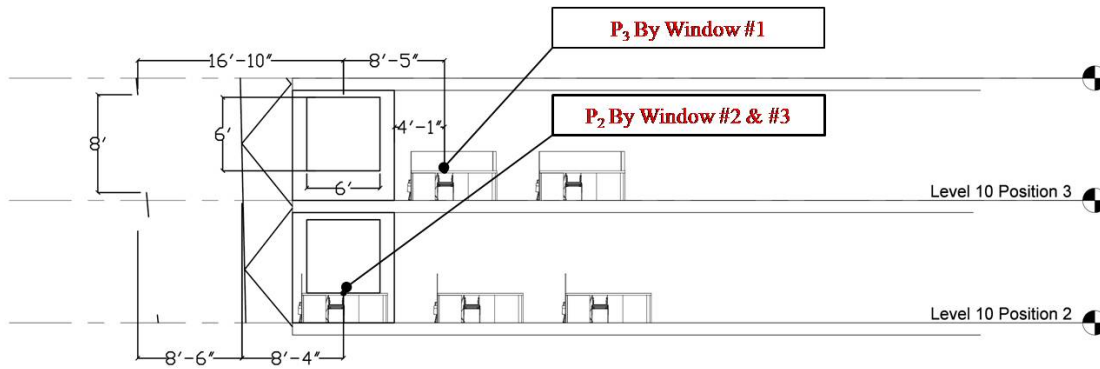 P₃ By Window #1
16'-10"
8'-5"
P₂ By Window #2 & #3
4'-1"
6'
8'
6'
Level 10 Position 3
Level 10 Position 2
8'-6"
8'-4"